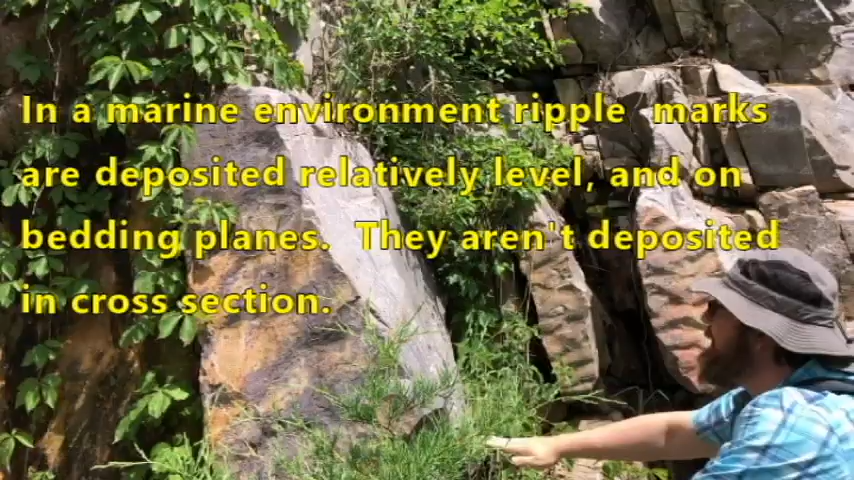 In a marine environment ripple marks
are deposited relatively level, and on
bedding planes. They aren't deposited
in cross section.